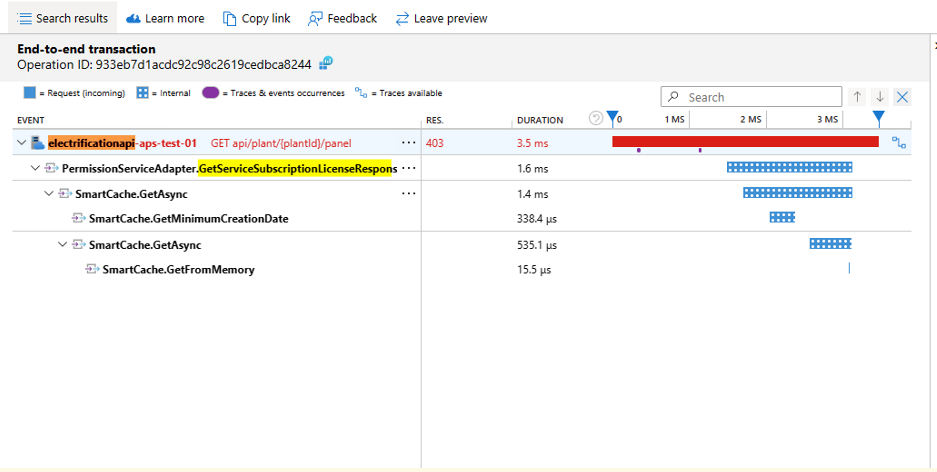 Search results Learn more Copy link Feedback Leave preview
End-to-end transaction
Operation ID: 933eb7d1acdc92c98c2619cedbca8244
= Request (incoming) = Internal = Traces & events occurrences = Traces available
Search
EVENT RES. DURATION 0 1 MS 2 MS 3 MS
electrificationapi-aps-test-01 GET api/plant/{plantId}/panel ... 403 3.5 ms
PermissionServiceAdapter.GetServiceSubscriptionLicenseRespons ... 1.6 ms
SmartCache.GetAsync ... 1.4 ms
SmartCache.GetMinimumCreationDate 338.4 µs
SmartCache.GetAsync 535.1 µs
SmartCache.GetFromMemory 15.5 µs